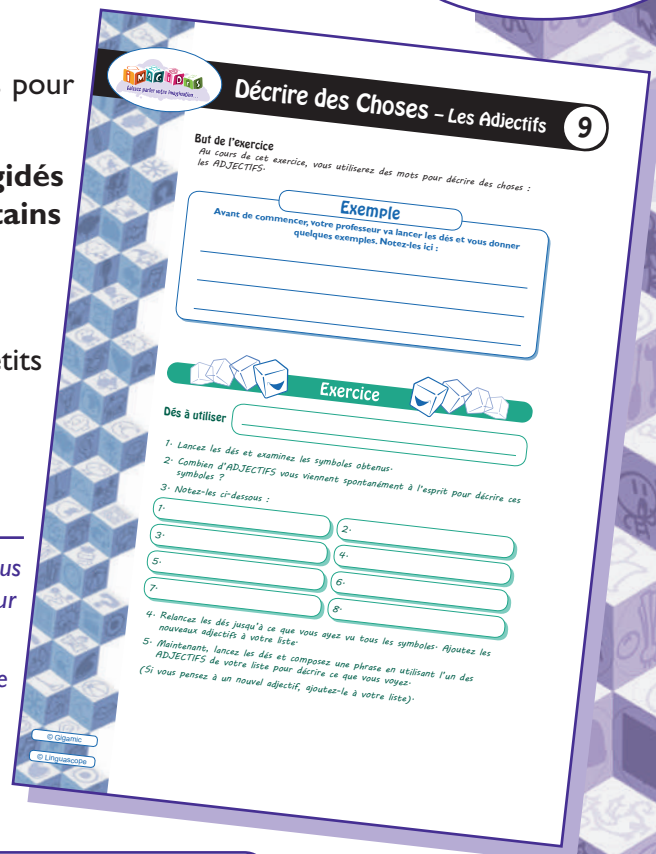 pour
gidés
tains
tits
us
ur
e
imagidés
Laissez parler votre imagination
Décrire des Choses – Les Adjectifs
9
But de l'exercice
Au cours de cet exercice, vous utiliserez des mots pour décrire des choses :
les ADJECTIFS.
Exemple
Avant de commencer, votre professeur va lancer les dés et vous donner
quelques exemples. Notez-les ici :
Exercice
Dés à utiliser
1. Lancez les dés et examinez les symboles obtenus.
2. Combien d'ADJECTIFS vous viennent spontanément à l'esprit pour décrire ces
symboles ?
3. Notez-les ci-dessous :
1.
2.
3.
4.
5.
6.
7.
8.
4. Relancez les dés jusqu'à ce que vous ayez vu tous les symboles. Ajoutez les
nouveaux adjectifs à votre liste.
5. Maintenant, lancez les dés et composez une phrase en utilisant l'un des
ADJECTIFS de votre liste pour décrire ce que vous voyez.
(Si vous pensez à un nouvel adjectif, ajoutez-le à votre liste).
© Gigamic
© Linguascope